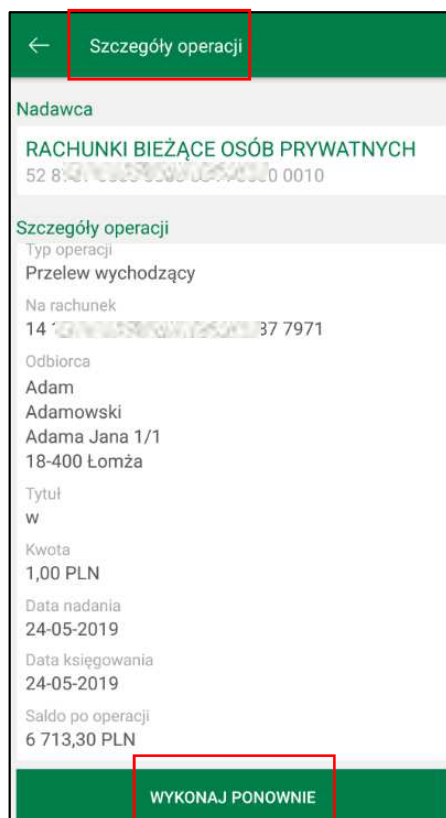 Szczegóły operacji
Nadawca
RACHUNKI BIEŻĄCE OSÓB PRYWATNYCH
52 0010
Szczegóły operacji
Typ operacji
Przelew wychodzący
Na rachunek
14 7971
Odbiorca
Adam
Adamowski
Adama Jana 1/1
18-400 Łomża
Tytuł
w
Kwota
1,00 PLN
Data nadania
24-05-2019
Data księgowania
24-05-2019
Saldo po operacji
6 713,30 PLN
WYKONAJ PONOWNIE